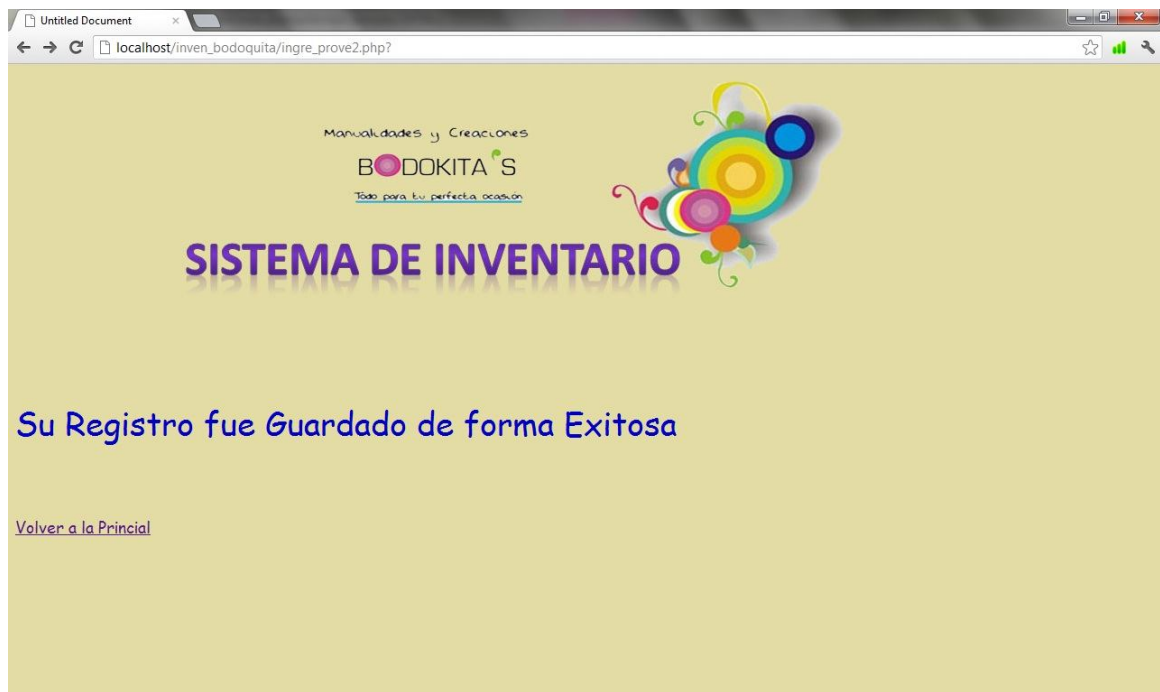 Untitled Document
localhost/inven_bodoquita/ingre_prove2.php?
Manualidades y Creaciones
BODOKITA´S
Todo para tu perfecta ocasión
SISTEMA DE INVENTARIO
Su Registro fue Guardado de forma Exitosa
Volver a la Princial